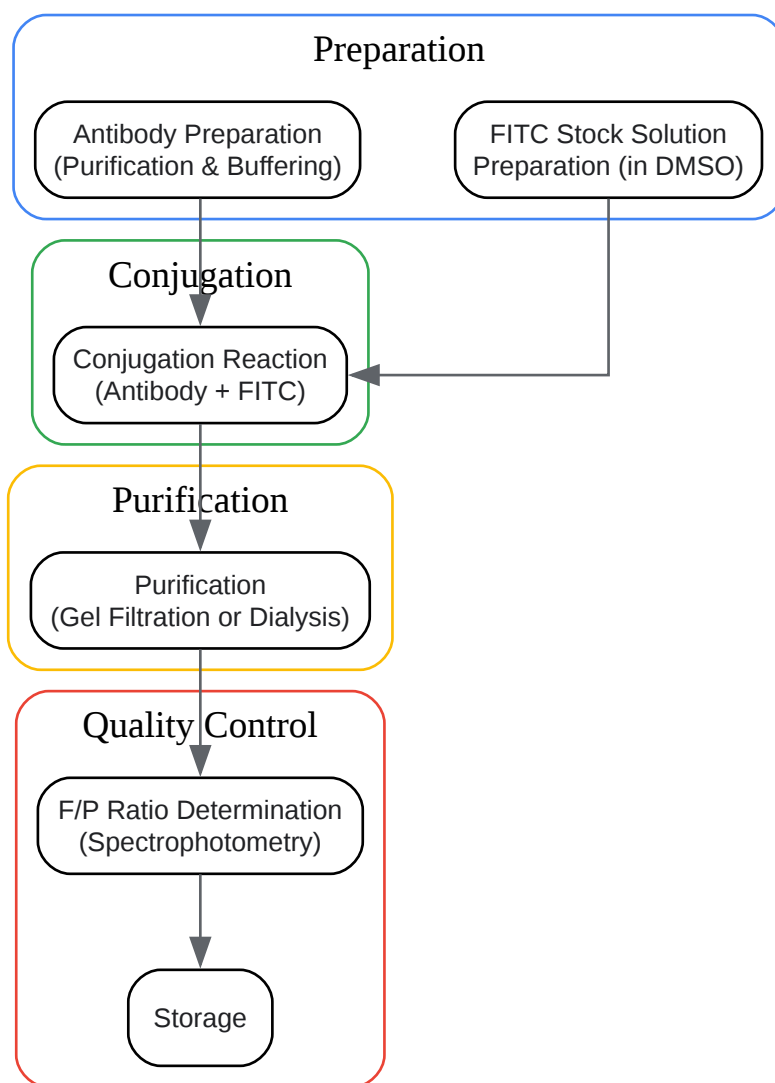 Preparation
Antibody Preparation
(Purification & Buffering)
FITC Stock Solution
Preparation (in DMSO)
Conjugation
Conjugation Reaction
(Antibody + FITC)
Purification
Purification
(Gel Filtration or Dialysis)
Quality Control
F/P Ratio Determination
(Spectrophotometry)
Storage